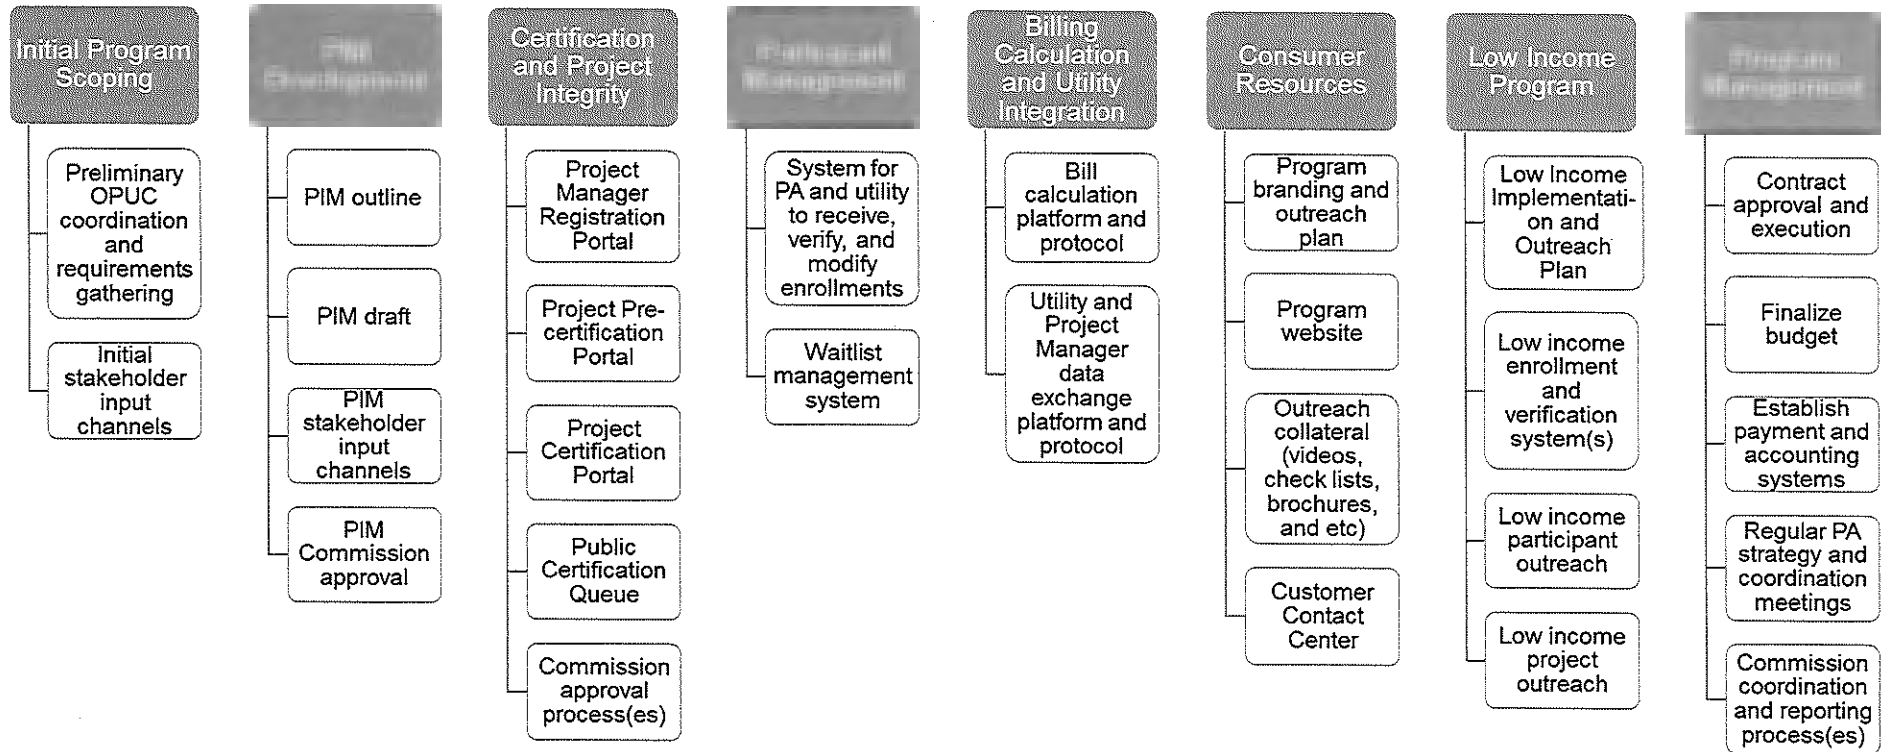 Initial Program
Scoping
Preliminary
OPUC
coordination
and
requirements
gathering
Initial
stakeholder
input
channels
PIM outline
PIM draft
PIM
stakeholder
input
channels
PIM
Commission
approval
Certification
and Project
Integrity
Project
Manager
Registration
Portal
Project Pre-
certification
Portal
Project
Certification
Portal
Public
Certification
Queue
Commission
approval
process(es)
Management
System for
PA and utility
to receive,
verify, and
modify
enrollments
Waitlist
management
system
Billing
Calculation
and Utility
Integration
Bill
calculation
platform and
protocol
Utility and
Project
Manager
data
exchange
platform and
protocol
Consumer
Resources
Program
branding and
outreach
plan
Program
website
Outreach
collateral
(videos,
check lists,
brochures,
and etc)
Customer
Contact
Center
Low Income
Program
Low Income
Implementati-
on and
Outreach
Plan
Low income
enrollment
and
verification
system(s)
Low income
participant
outreach
Low income
project
outreach
Program
Management
Contract
approval and
execution
Finalize
budget
Establish
payment and
accounting
systems
Regular PA
strategy and
coordination
meetings
Commission
coordination
and reporting
process(es)